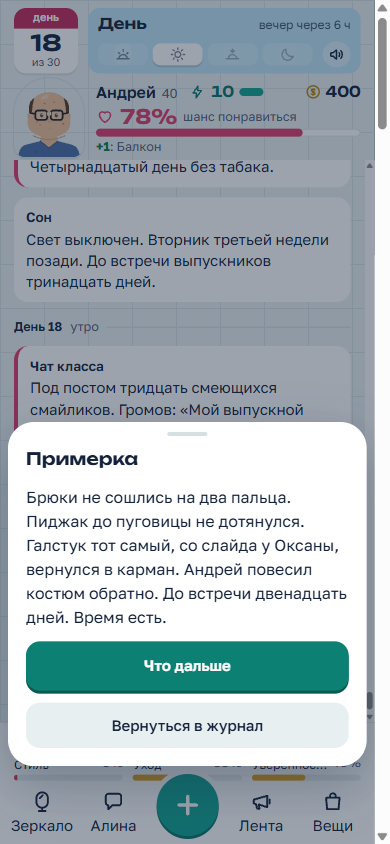 день
18
из 30
День
вечер через 6 ч
Андрей 40
10
400
78% шанс понравиться
+1: Балкон
Четырнадцатый день без табака.
Сон
Свет выключен. Вторник третьей недели
позади. До встречи выпускников
тринадцать дней.
День 18 утро
Чат класса
Под постом тридцать смеющихся
смайликов. Громов: «Мой выпускной
Примерка
Брюки не сошлись на два пальца.
Пиджак до пуговицы не дотянулся.
Галстук тот самый, со слайда у Оксаны,
вернулся в карман. Андрей повесил
костюм обратно. До встречи двенадцать
дней. Время есть.
Что дальше
Вернуться в журнал
Зеркало
Алина
Лента
Вещи